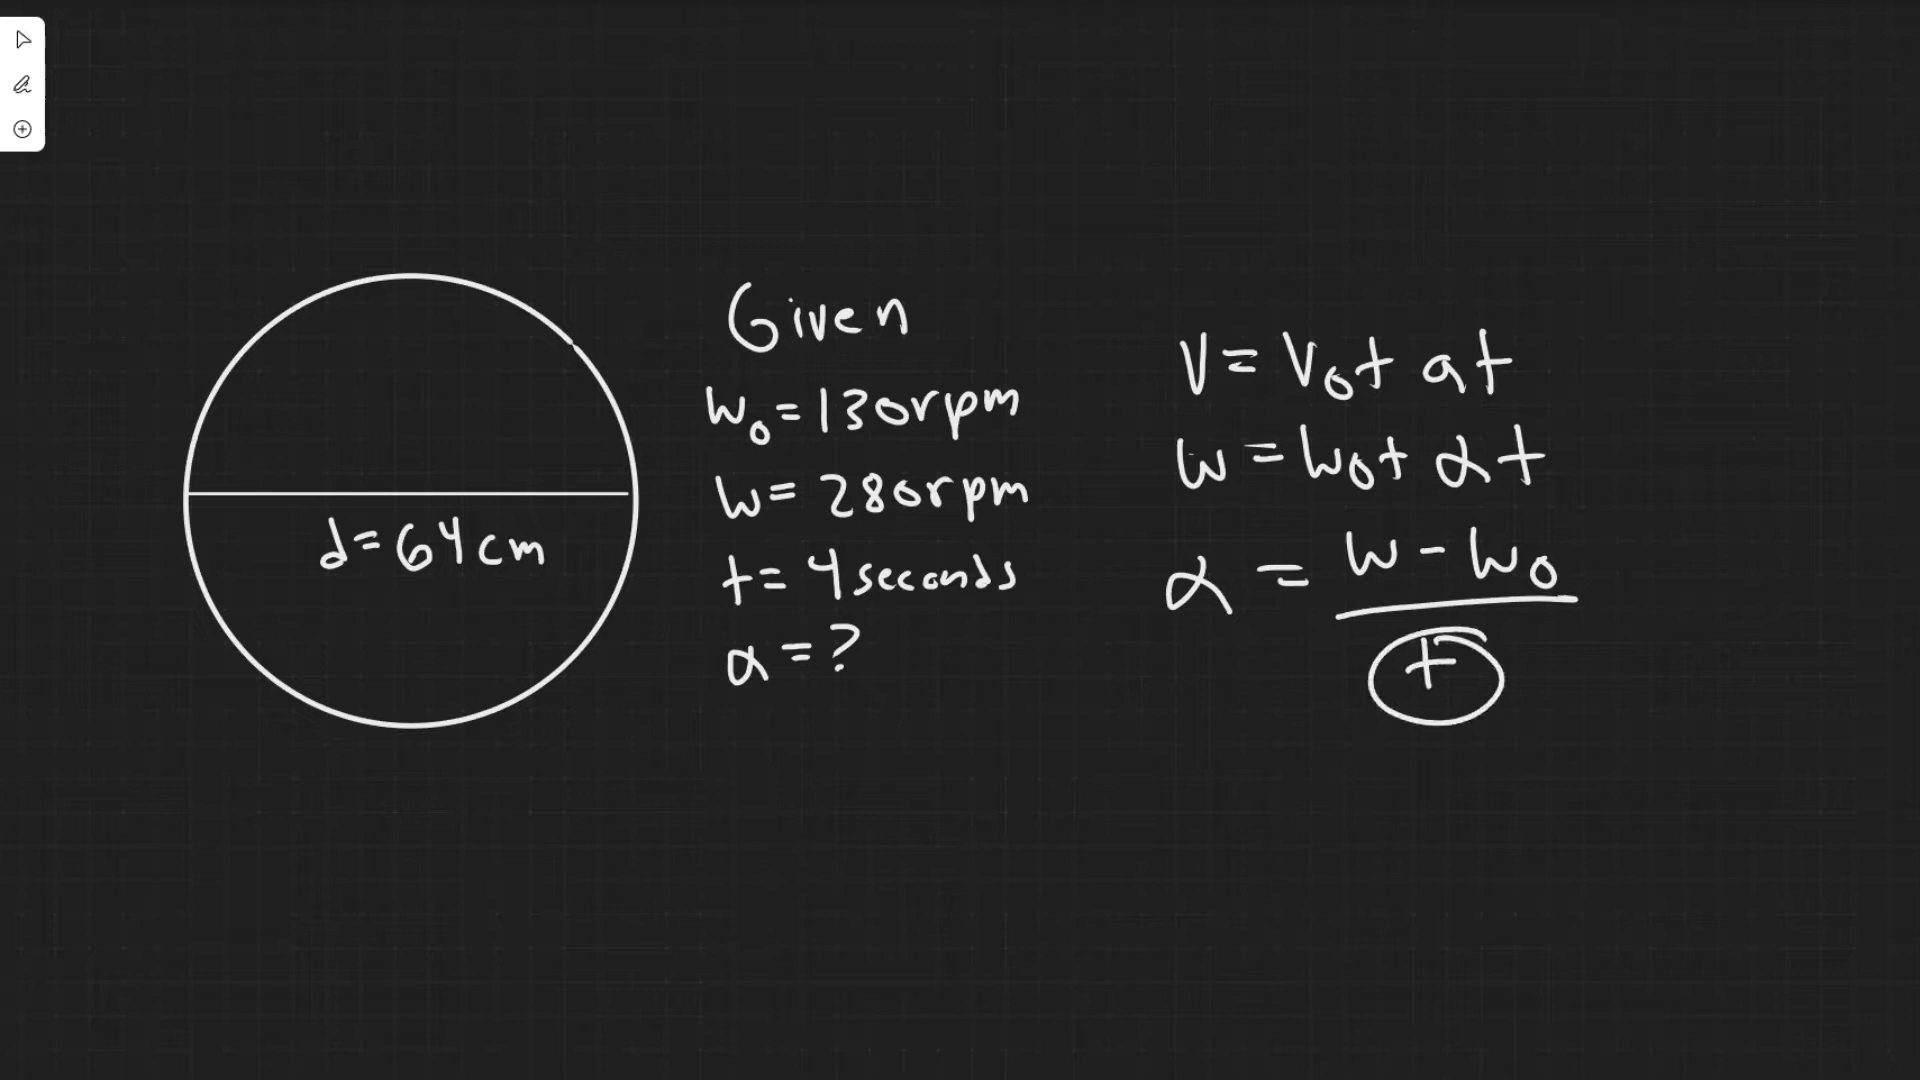 d=64cm
Given
w₀=130rpm
w=280rpm
t=4seconds
α=?
V=V₀+at
w=w₀+αt
α=w-w₀
t